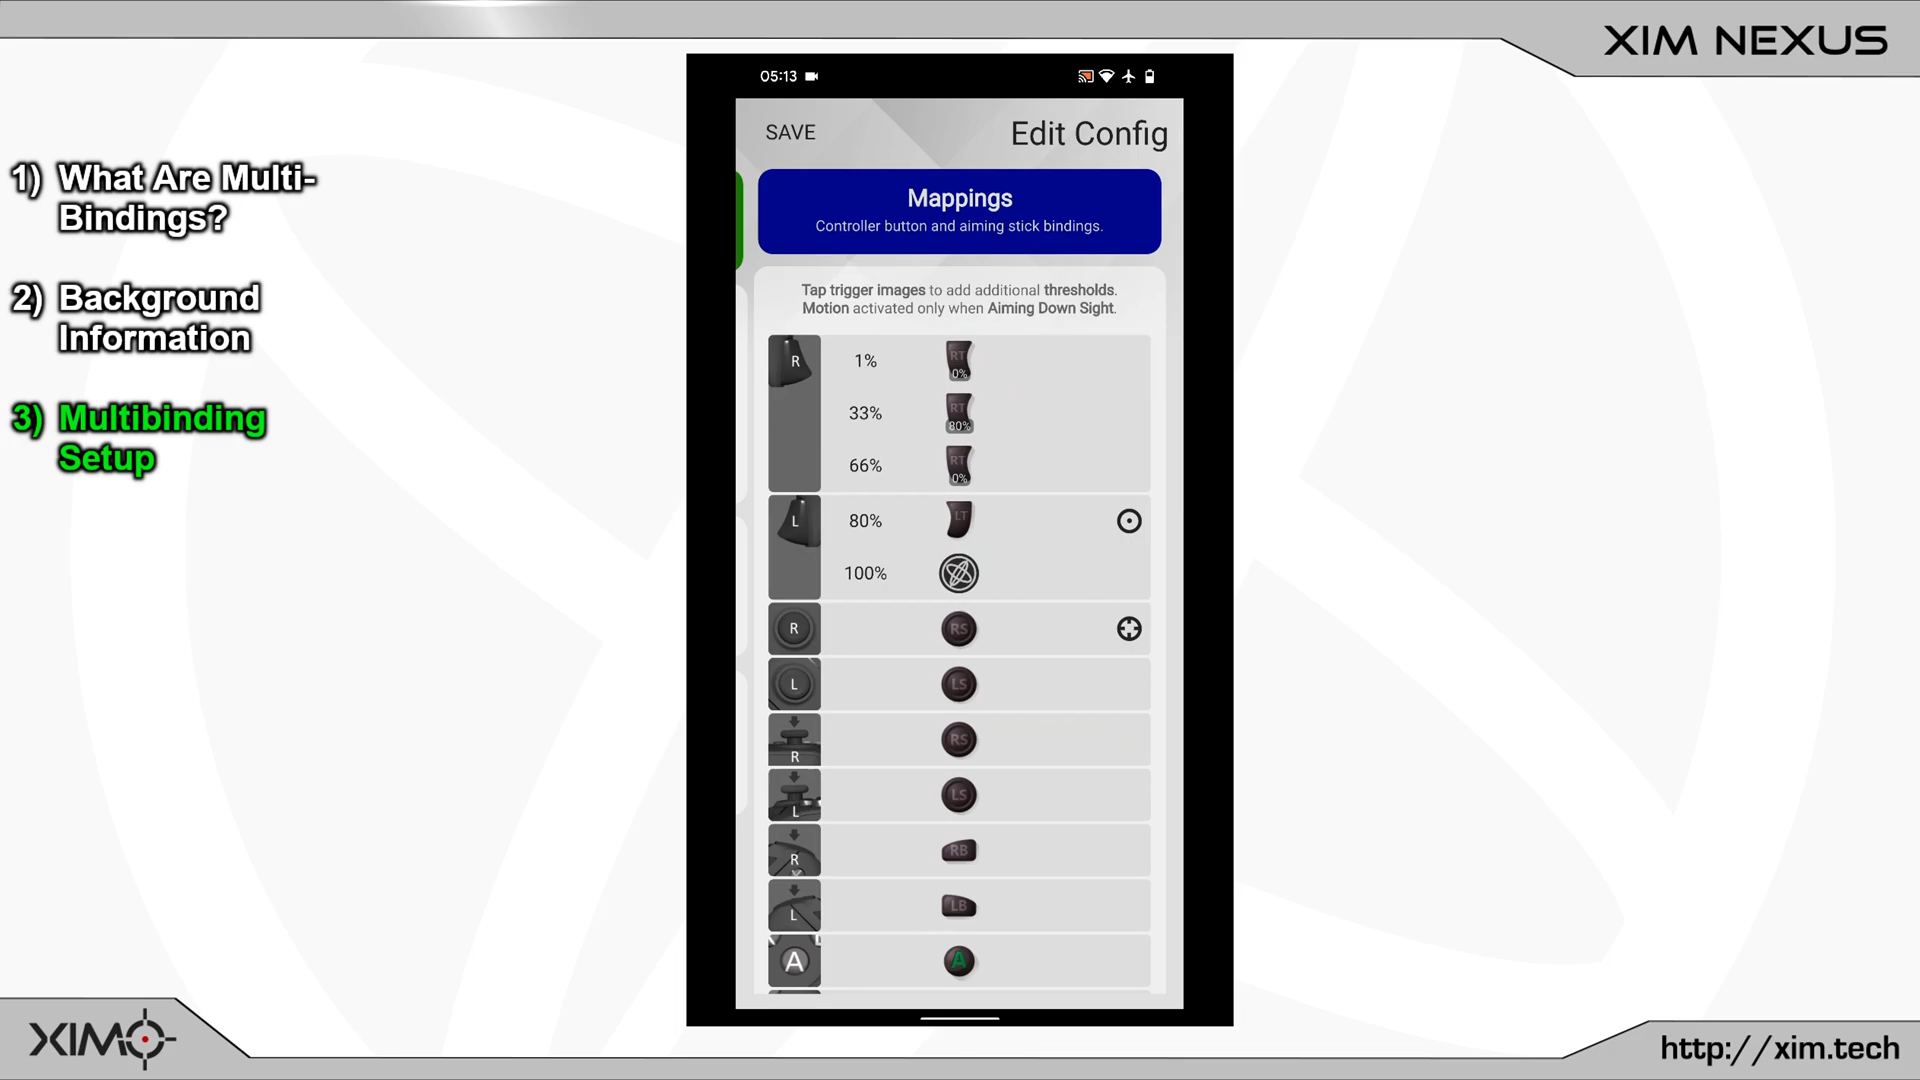 XIM NEXUS
1) What Are Multi-
Bindings?
2) Background
Information
3) Multibinding
Setup
05:13
SAVE
Edit Config
Mappings
Controller button and aiming stick bindings.
Tap trigger images to add additional thresholds.
Motion activated only when Aiming Down Sight.
R 1% RT 0%
33% RT 80%
66% RT 0%
L 80% LT
100%
R RS
L LS
R RS
L LS
R RB
L LB
A A
XIM
http://xim.tech